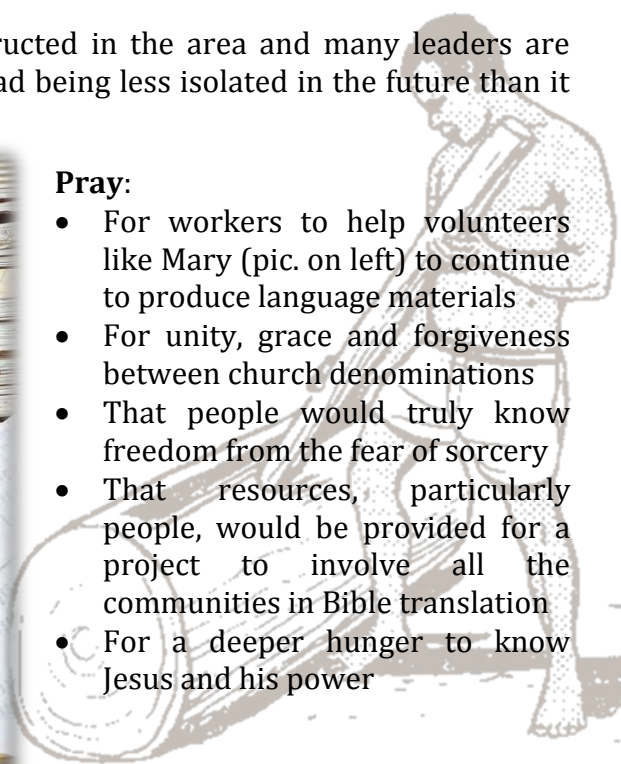 ructed in the area and many leaders are
ad being less isolated in the future than it
Pray:
• For workers to help volunteers
like Mary (pic. on left) to continue
to produce language materials
• For unity, grace and forgiveness
between church denominations
• That people would truly know
freedom from the fear of sorcery
• That resources, particularly
people, would be provided for a
project to involve all the
communities in Bible translation
• For a deeper hunger to know
Jesus and his power